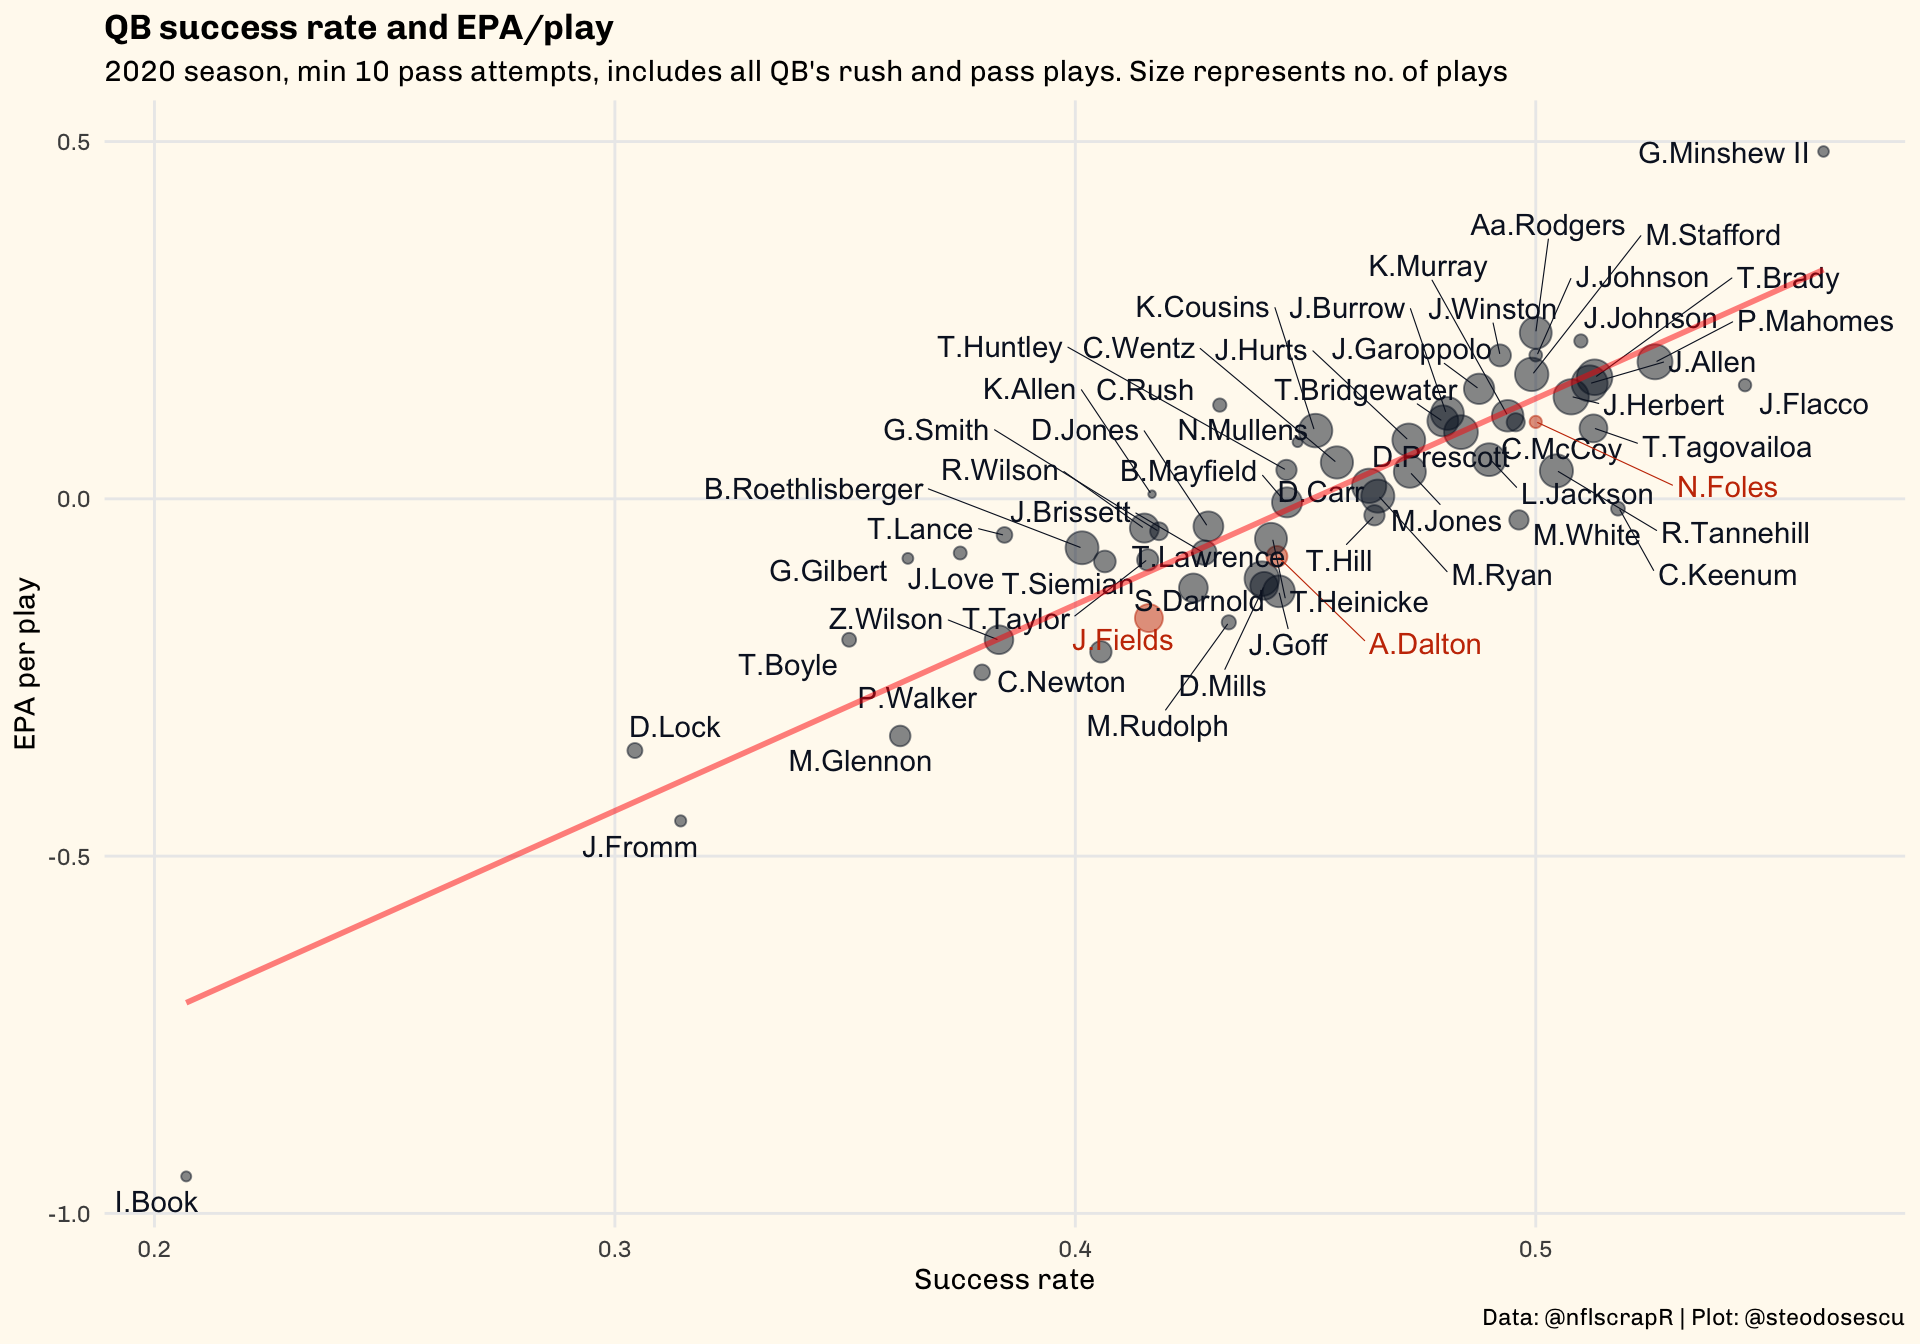 QB success rate and EPA/play
2020 season, min 10 pass attempts, includes all QB's rush and pass plays. Size represents no. of plays
0.5
G.Minshew II
Aa.Rodgers
M.Stafford
K.Murray
J.Johnson
T.Brady
K.Cousins
J.Burrow
J.Winston
J.Johnson
P.Mahomes
T.Huntley
C.Wentz
J.Hurts
J.Garoppolo
J.Allen
K.Allen
C.Rush
T.Bridgewater
J.Herbert
J.Flacco
G.Smith
D.Jones
N.Mullens
D.Prescott
C.McCoy
T.Tagovailoa
R.Wilson
B.Mayfield
B.Roethlisberger
D.Carr
L.Jackson
N.Foles
0.0
J.Brissett
M.Jones
T.Lance
M.White
R.Tannehill
T.Lawrence
T.Hill
G.Gilbert
J.Love
T.Siemian
M.Ryan
C.Keenum
S.Darnold
T.Heinicke
Z.Wilson
T.Taylor
J.Fields
J.Goff
A.Dalton
T.Boyle
C.Newton
D.Mills
P.Walker
D.Lock
M.Rudolph
M.Glennon
J.Fromm
-0.5
I.Book
-1.0
EPA per play
0.2
0.3
0.4
0.5
Success rate
Data: @nflscrapR | Plot: @steodosescu